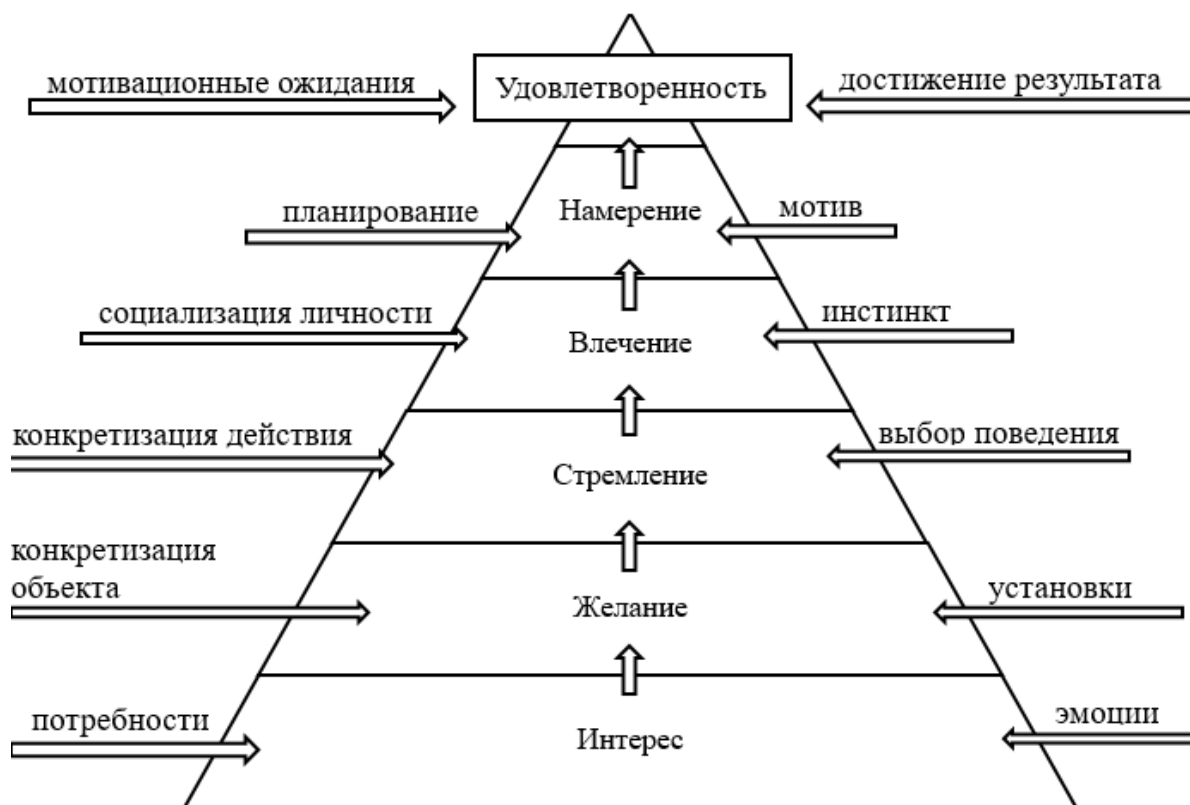 мотивационные ожидания
Удовлетворенность
достижение результата
планирование
Намерение
мотив
социализация личности
Влечение
инстинкт
конкретизация действия
Стремление
выбор поведения
конкретизация
объекта
Желание
установки
потребности
Интерес
эмоции